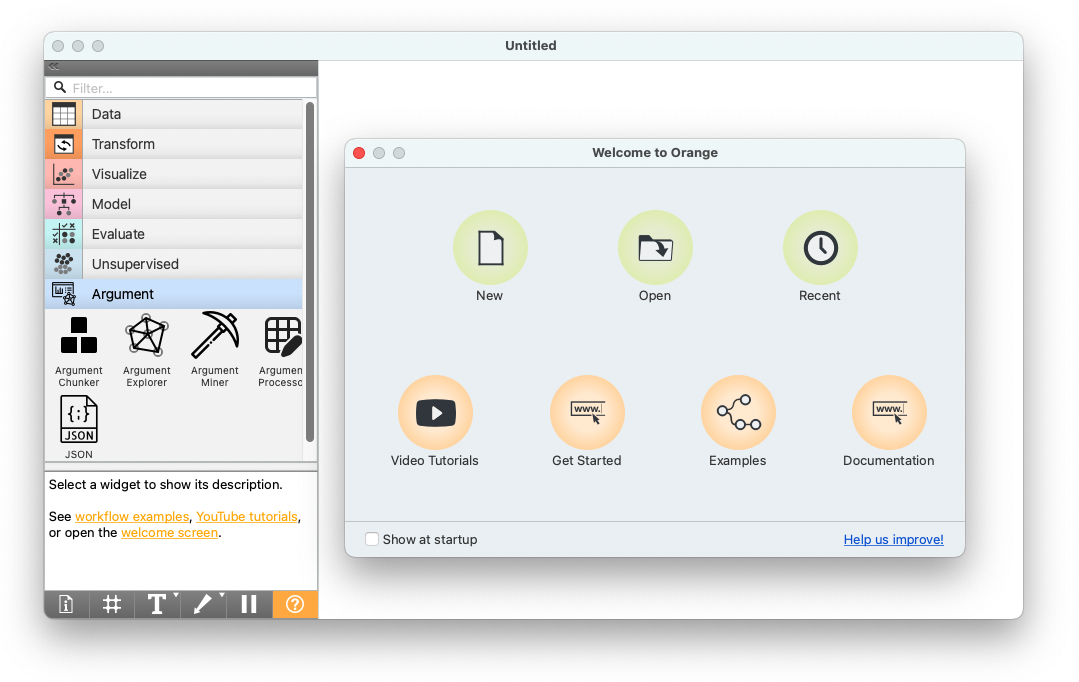 Untitled
Filter...
Data
Transform
Visualize
Model
Evaluate
Unsupervised
Argument
Argument Chunker
Argument Explorer
Argument Miner
Argumen Processo
JSON
JSON
Select a widget to show its description.
See workflow examples, YouTube tutorials,
or open the welcome screen.
T
Welcome to Orange
New
Open
Recent
Video Tutorials
www.
Get Started
Examples
www.
Documentation
Show at startup
Help us improve!